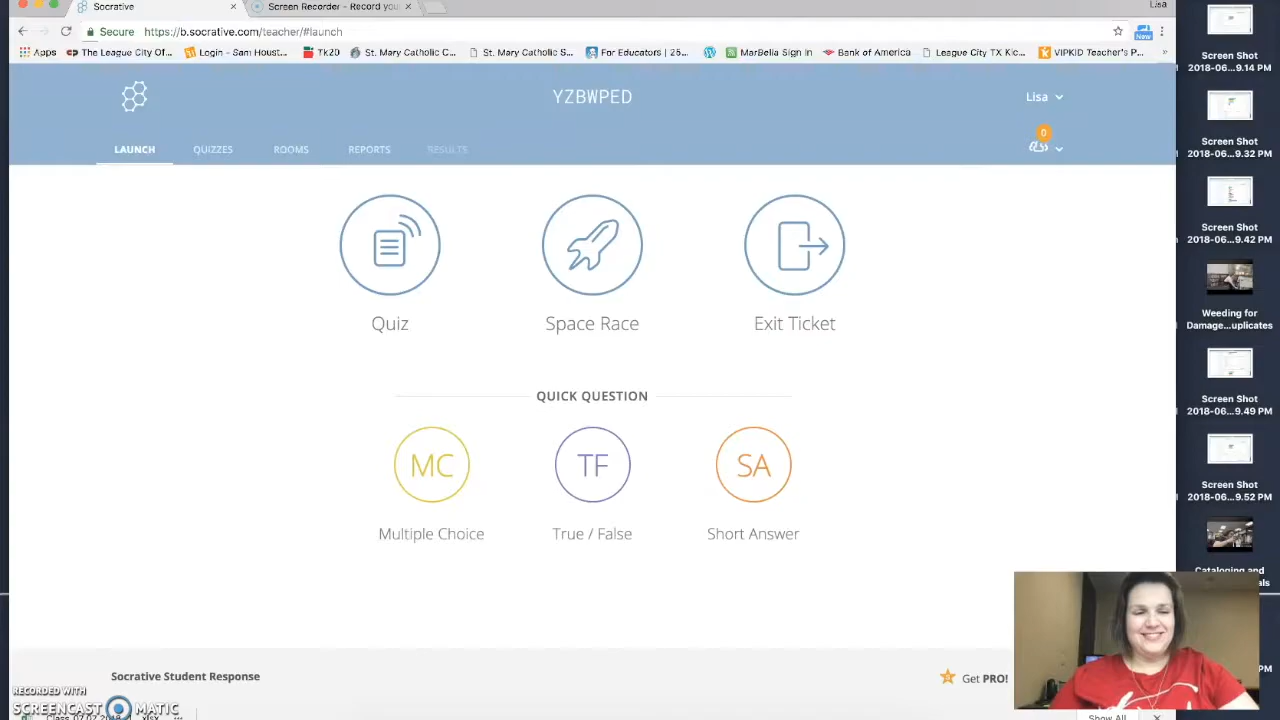 Socrative
Screen Recorder - Record you
Lisa
Secure
https://b.socrative.com/teacher/#launch
New
Apps
The League City Of...
Login - Sam Houst...
Tk20
St. Mary Catholic...
St. Mary Catholic S...
For Educators | 25...
MarBella Sign In
Bank of America
League City TX Kic...
VIPKID Teacher's P...
»
YZBWPED
Lisa
0
LAUNCH
QUIZZES
ROOMS
REPORTS
RESULTS
Quiz
Space Race
Exit Ticket
QUICK QUESTION
MC
TF
SA
Multiple Choice
True / False
Short Answer
Socrative Student Response
Get PRO!
RECORDED WITH
SCREENCAST MATIC
Show All
Screen Shot
2018-06...9.14 PM
Screen Shot
2018-06...9.32 PM
Screen Shot
2018-06...9.42 PM
Weeding for
Damage...uplicates
Screen Shot
2018-06...9.49 PM
Screen Shot
2018-06...9.52 PM
Cataloging and